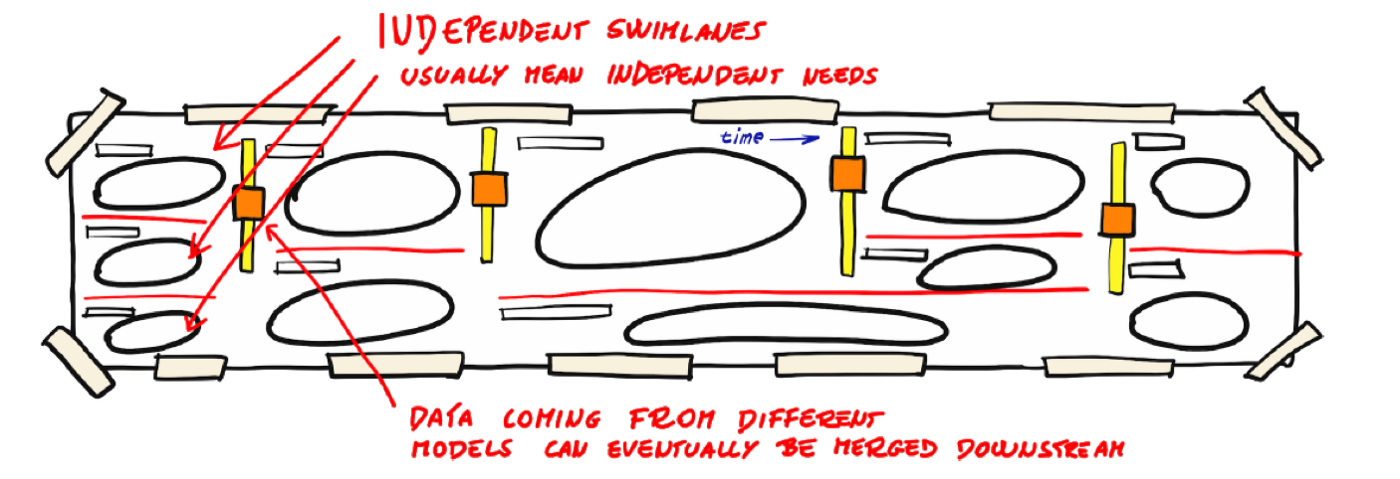 INDEPENDENT SWIMLANES
USUALLY MEAN INDEPENDENT NEEDS
time
DATA COMING FROM DIFFERENT
MODELS CAN EVENTUALLY BE MERGED DOWNSTREAM